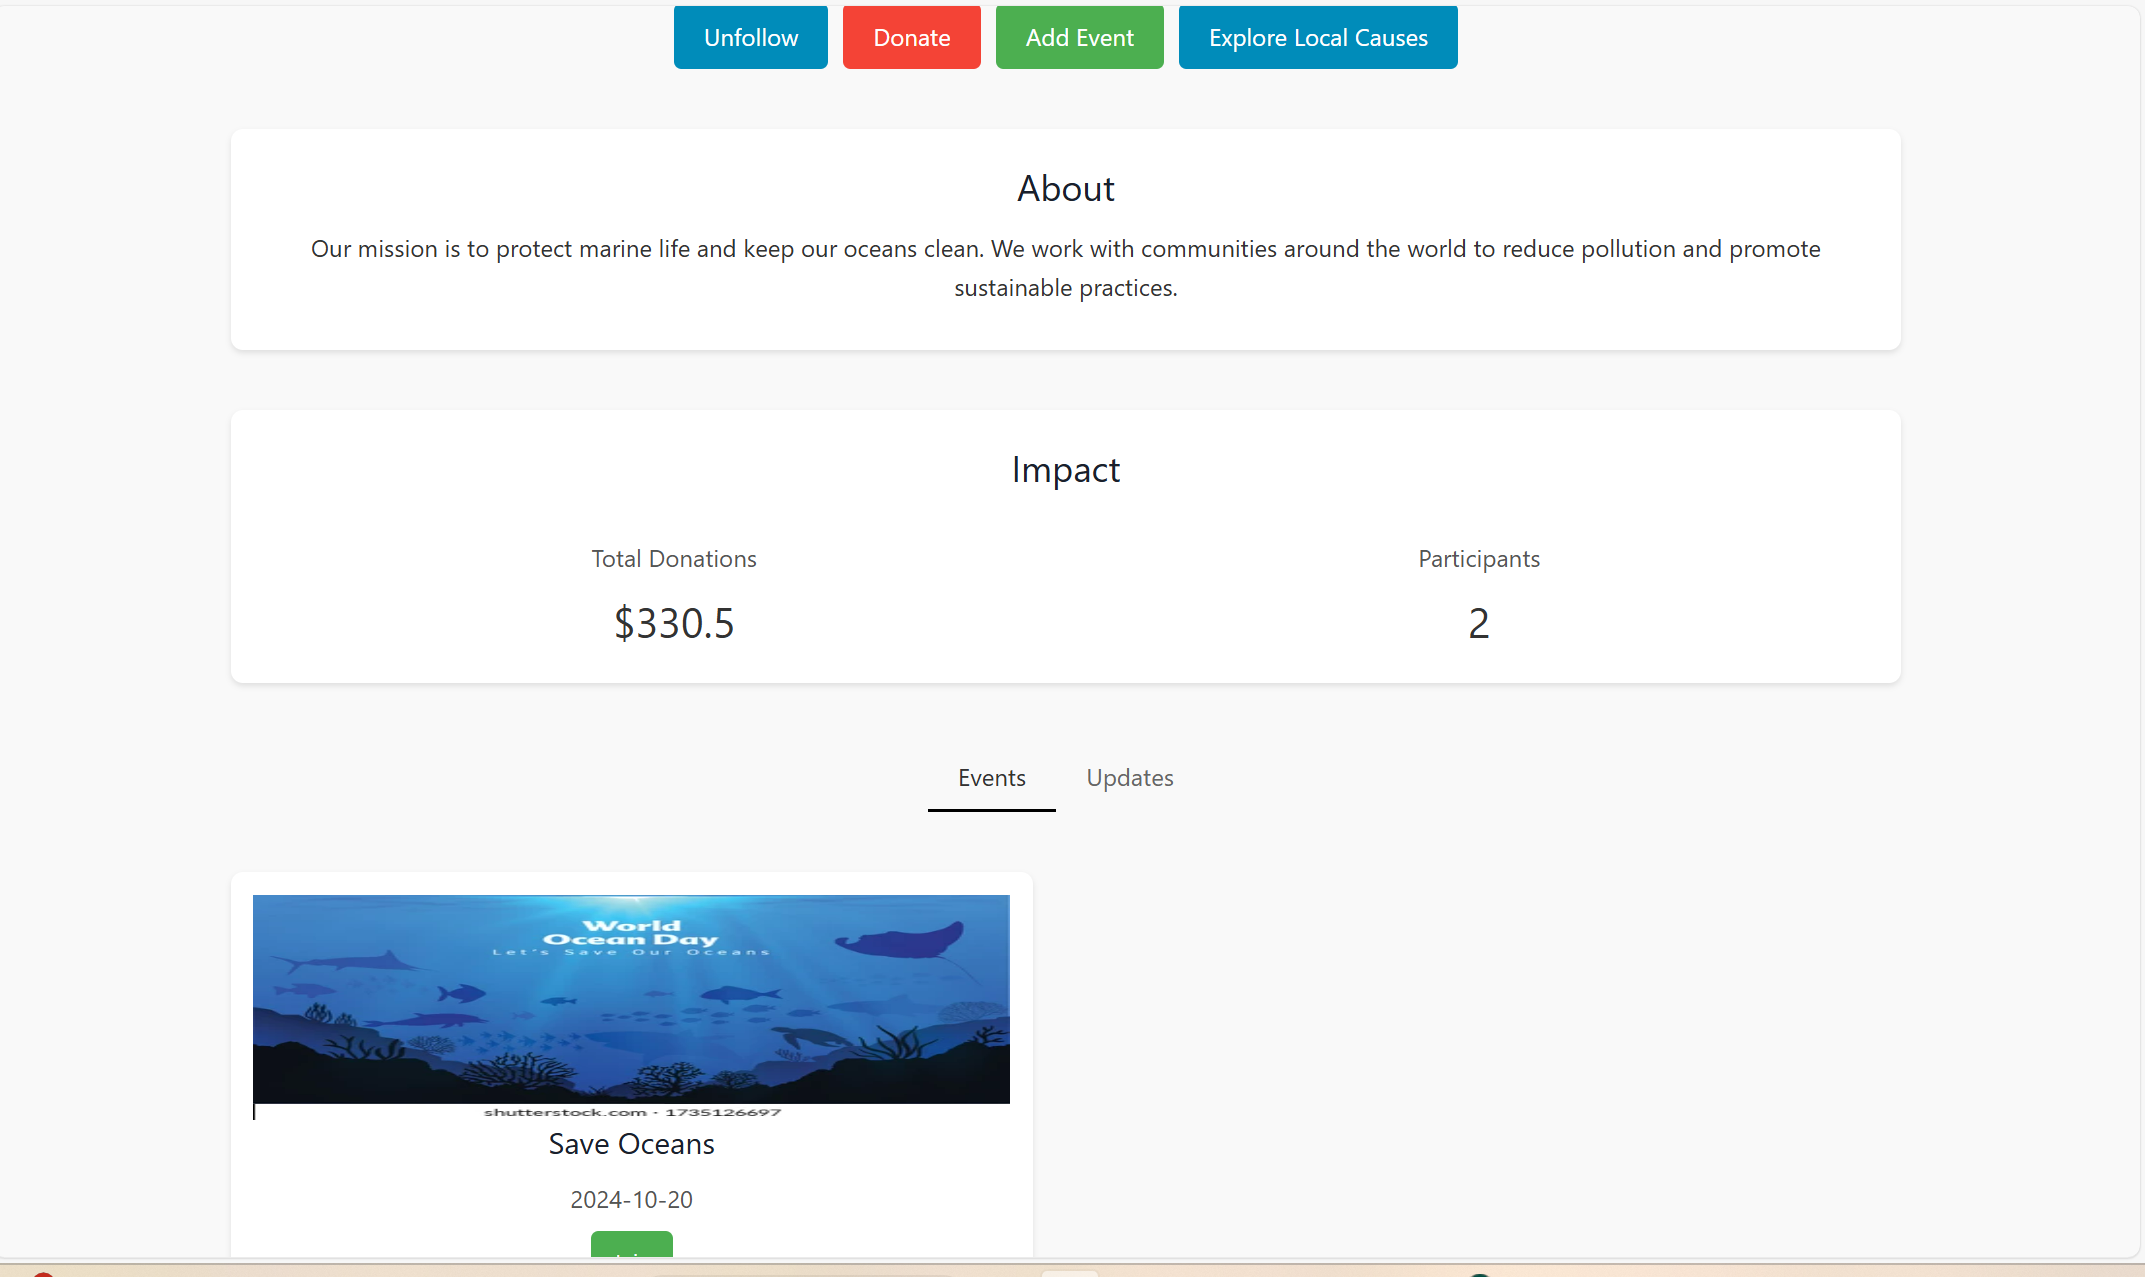 Unfollow
Donate
Add Event
Explore Local Causes
About
Our mission is to protect marine life and keep our oceans clean. We work with communities around the world to reduce pollution and promote
sustainable practices.
Impact
Total Donations
Participants
$330.5
2
Events
Updates
World
Ocean Day
Let's Save Our Oceans
shutterstock.com · 1735126697
Save Oceans
2024-10-20